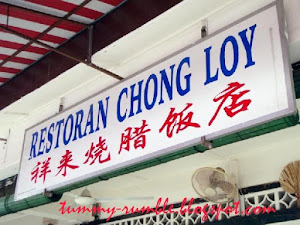 RESTORAN CHONG LOY
祥来烧腊饭店
tummy-rumble.blogspot.com